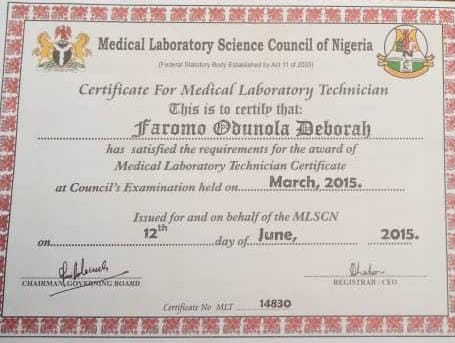 Medical Laboratory Science Council of Nigeria
(Federal Statutory Body Established by Act 11 of 2003)
Certificate For Medical Laboratory Technician
This is to certify that:
Faromo Odunola Deborah
has satisfied the requirements for the award of
Medical Laboratory Technician Certificate
at Council's Examination held on March, 2015.
Issued for and on behalf of the MLSCN
on 12th day of June, 2015.
CHAIRMAN, GOVERNING BOARD
REGISTRAR / CEO
Certificate No MLT 14830